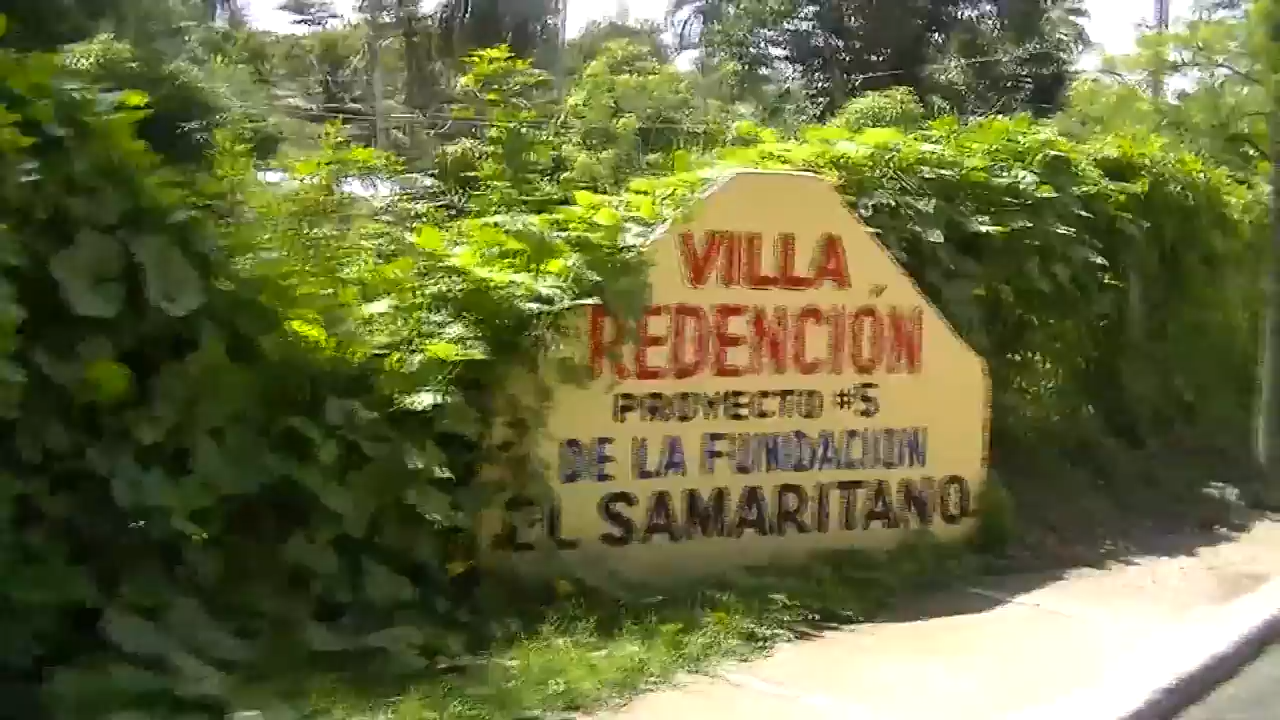 VILLA
REDENCIÓN
PROYECTO #5
DE LA FUNDACION
EL SAMARITANO